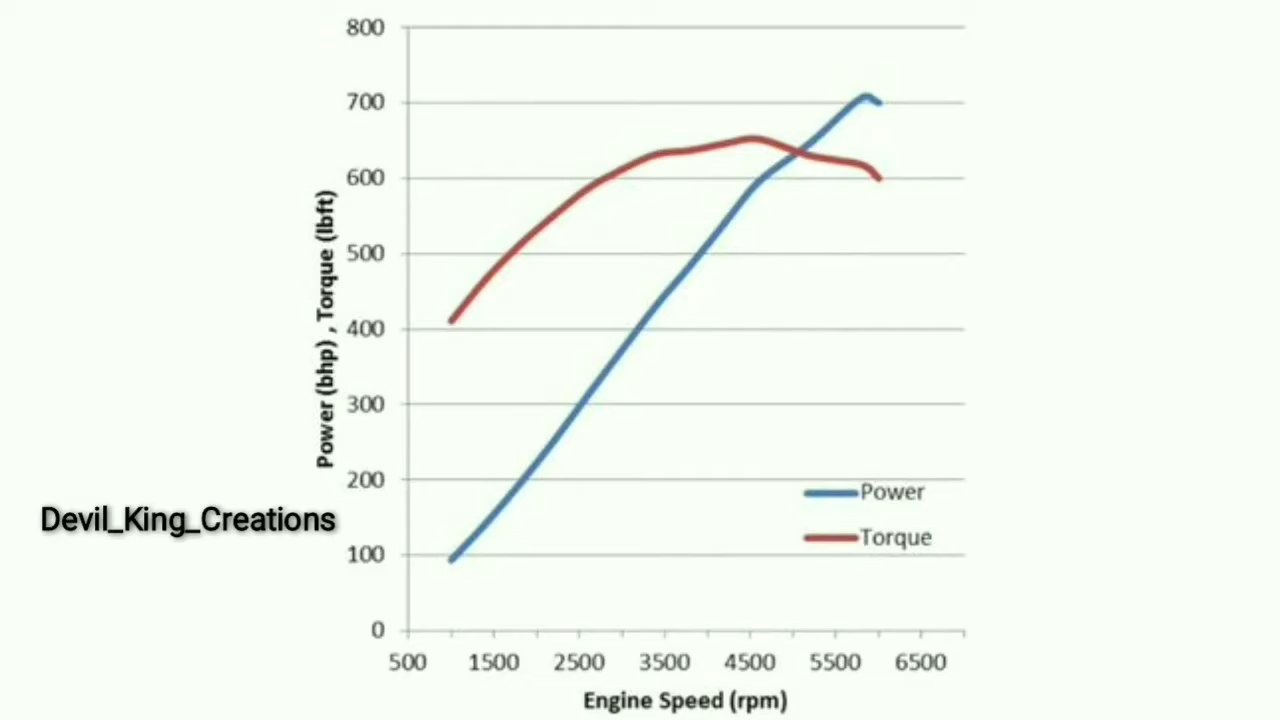 800
700
600
500
400
300
200
100
0
Power (bhp) , Torque (lbft)
Devil_King_Creations
Power
Torque
500 1500 2500 3500 4500 5500 6500
Engine Speed (rpm)